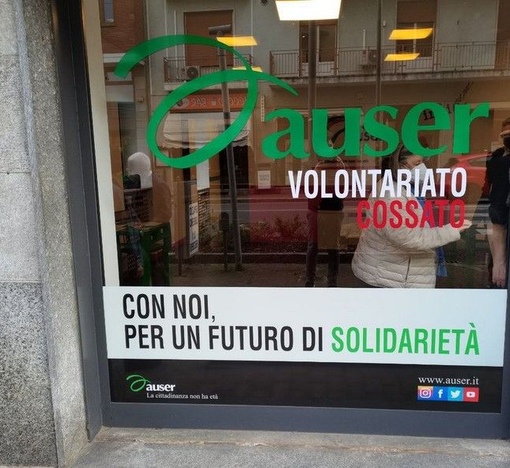 auser
VOLONTARIATO
COSSATO
CON NOI,
PER UN FUTURO DI SOLIDARIETÀ
auser
La cittadinanza non ha età
www.auser.it